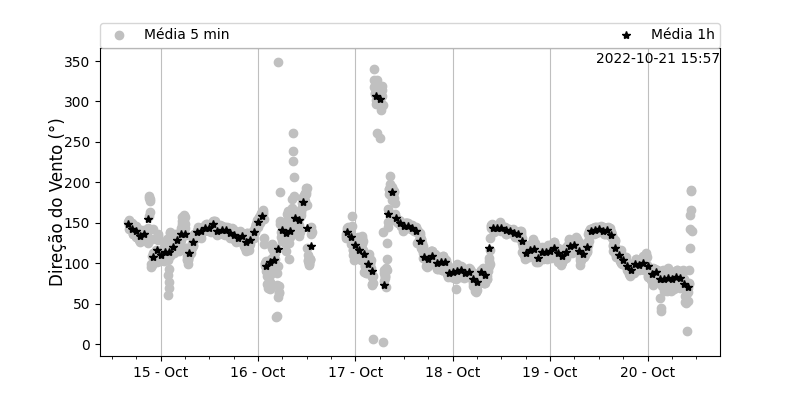 Média 5 min
Média 1h
2022-10-21 15:57
Direção do Vento (°)
350
300
250
200
150
100
50
0
15 - Oct
16 - Oct
17 - Oct
18 - Oct
19 - Oct
20 - Oct